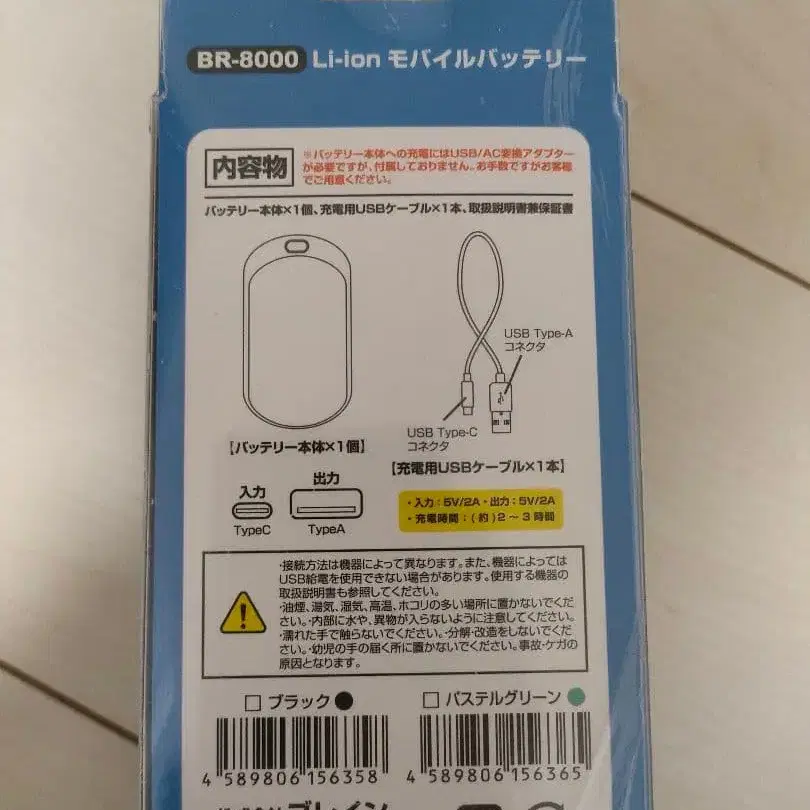 BR-8000 Li-ion モバイルバッテリー
内容物
※バッテリー本体への充電にはUSB/AC変換アダプター
が必要ですが、付属しておりません。お手数ですがお客様
でご用意ください。
バッテリー本体×1個、充電用USBケーブル×1本、取扱説明書兼保証書
USB Type-A
コネクタ
USB Type-C
コネクタ
【バッテリー本体×1個】
【充電用USBケーブル×1本】
入力
TypeC
出力
TypeA
・入力：5V/2A・出力：5V/2A
・充電時間：(約)2～3時間
・接続方法は機器によって異なります。また、機器によっては
USB給電を使用できない場合があります。使用する機器の
取扱説明書も参照してください。
・油煙、湯気、湿気、高温、ホコリの多い場所に置かないでくだ
さい。・内部に水や、異物が入らないように注意してください。
・濡れた手で触らないでください。・分解・改造をしないでくだ
さい。・幼児の手の届く所に置かないでください。事故・ケガの
原因となります。
□ ブラック ●
□ パステルグリーン ●
4 589806 156358
4 589806 156365
ブレイン